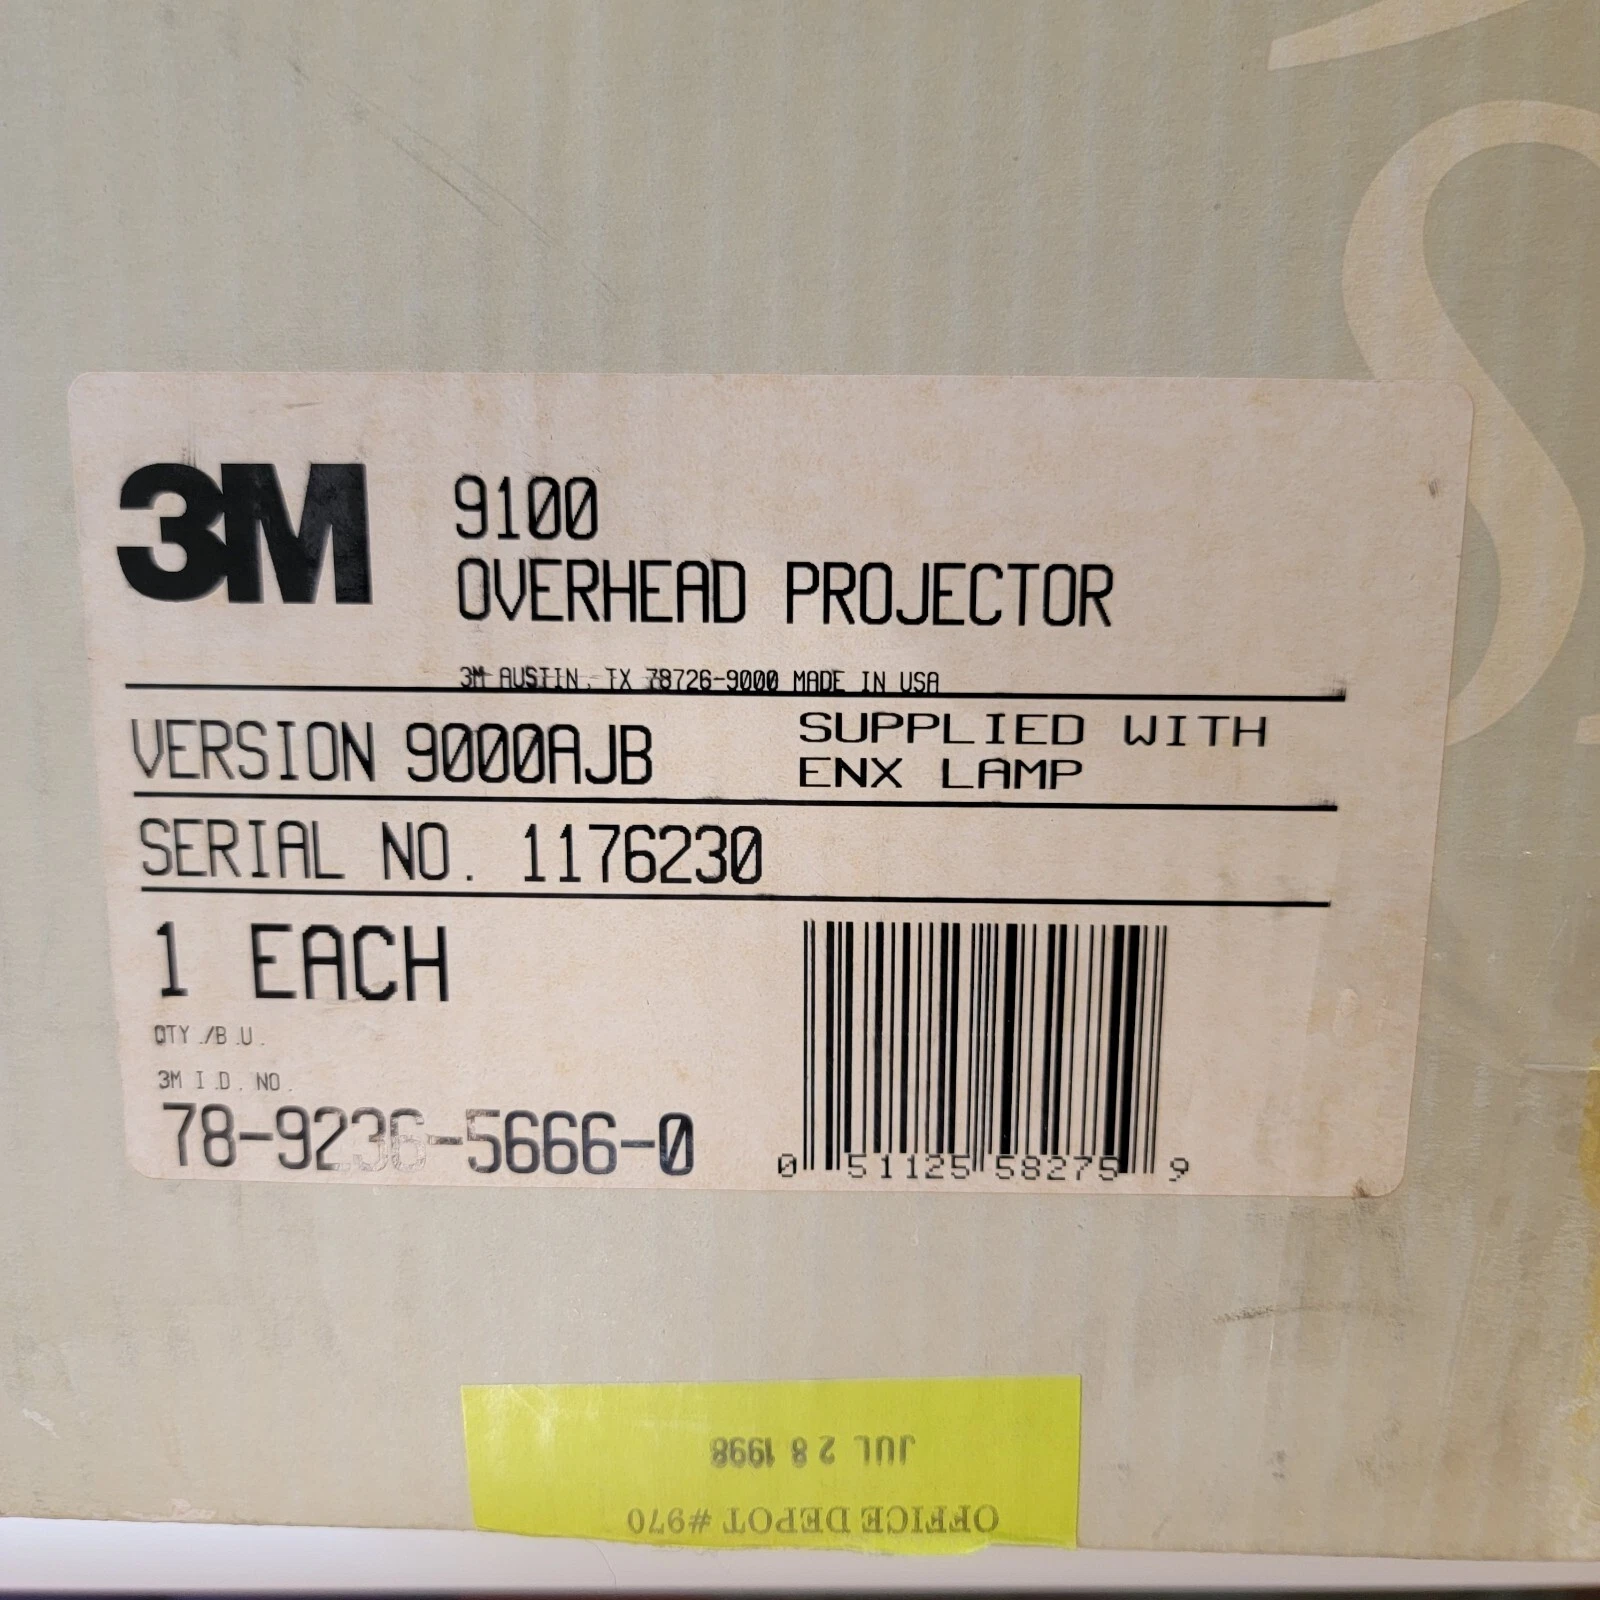 3M
9100
OVERHEAD PROJECTOR
3M AUSTIN, TX 78726-9000 MADE IN USA
VERSION 9000AJB
SUPPLIED WITH
ENX LAMP
SERIAL NO. 1176230
1 EACH
QTY./B.U.
3M I.D. NO.
78-9236-5666-0
0 51125 58275 9
OFFICE DEPOT #970
JUL 28 1998